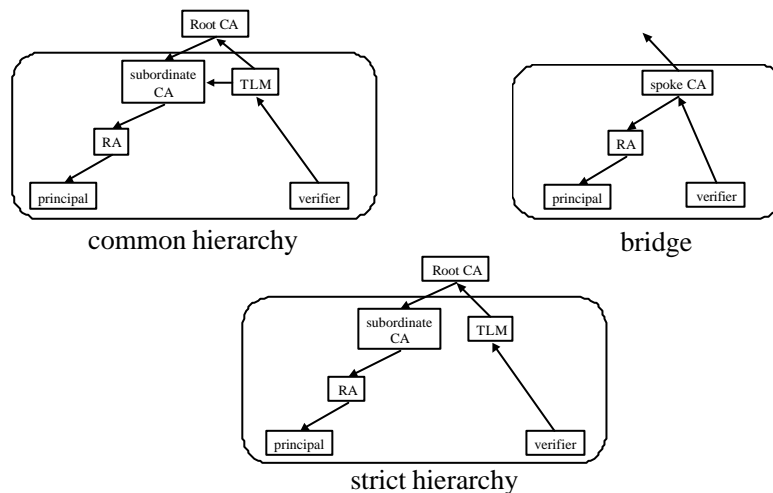 Root CA
subordinate
CA
TLM
RA
principal
verifier
common hierarchy
spoke CA
RA
principal
verifier
bridge
Root CA
subordinate
CA
TLM
RA
principal
verifier
strict hierarchy